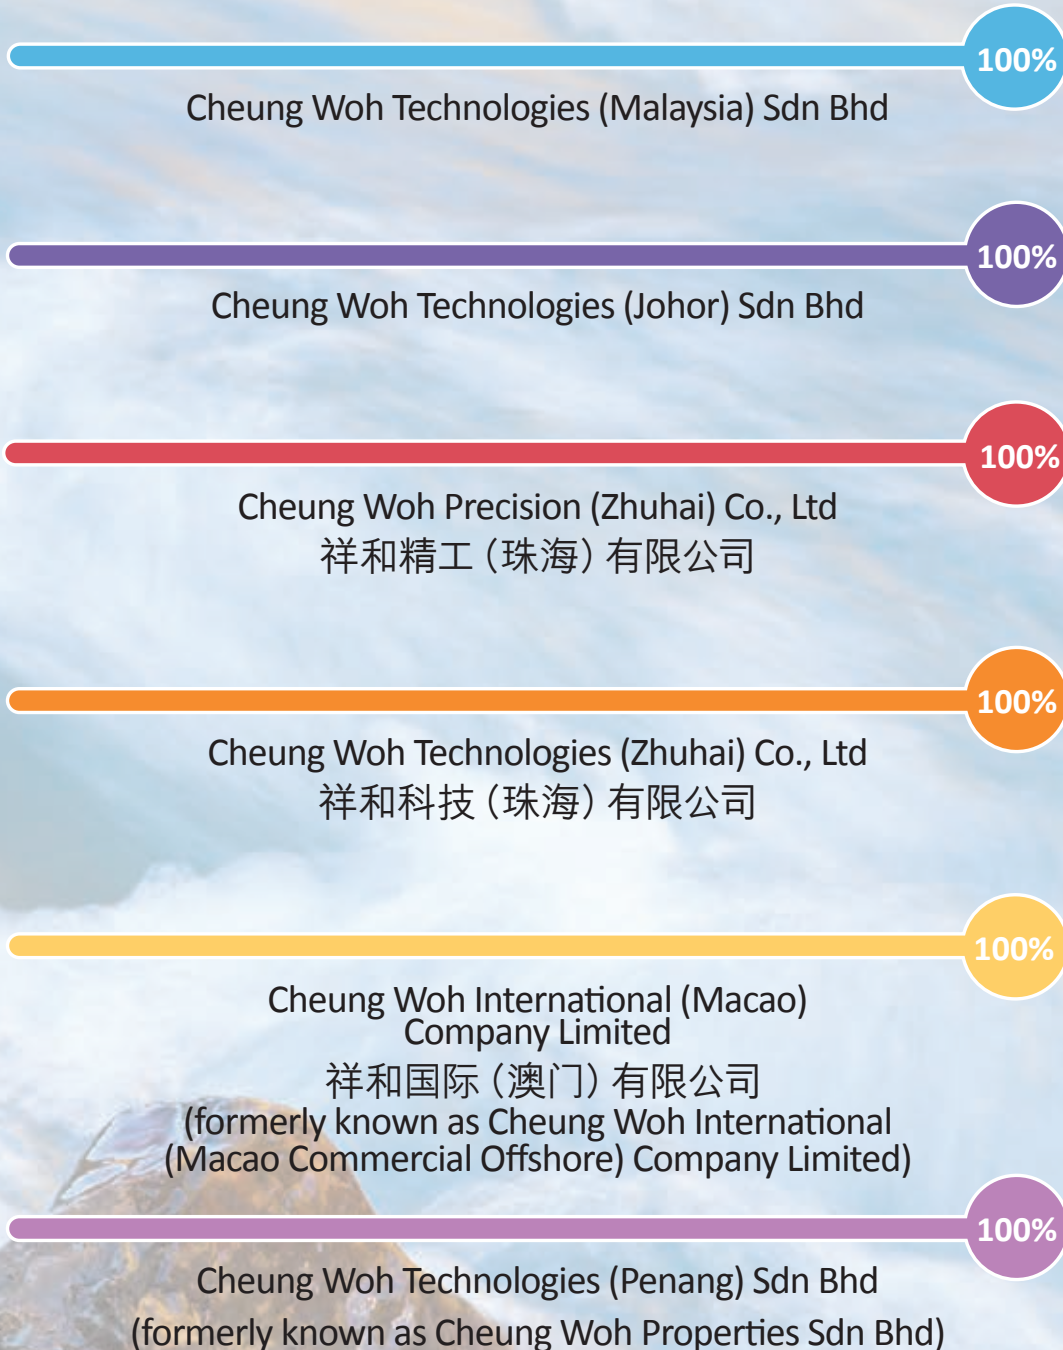 100%
Cheung Woh Technologies (Malaysia) Sdn Bhd
100%
Cheung Woh Technologies (Johor) Sdn Bhd
100%
Cheung Woh Precision (Zhuhai) Co., Ltd
祥和精工（珠海）有限公司
100%
Cheung Woh Technologies (Zhuhai) Co., Ltd
祥和科技（珠海）有限公司
100%
Cheung Woh International (Macao)
Company Limited
祥和国际（澳门）有限公司
(formerly known as Cheung Woh International
(Macao Commercial Offshore) Company Limited)
100%
Cheung Woh Technologies (Penang) Sdn Bhd
(formerly known as Cheung Woh Properties Sdn Bhd)